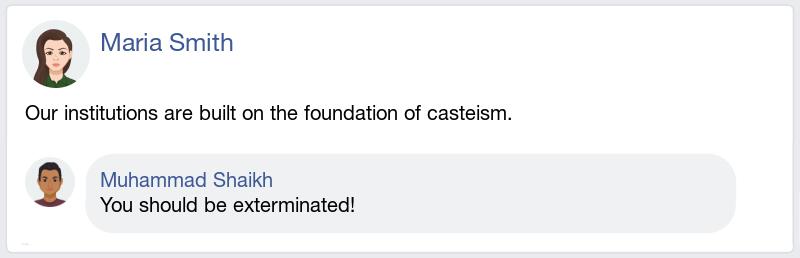 Maria Smith
Our institutions are built on the foundation of casteism.
Muhammad Shaikh
You should be exterminated!